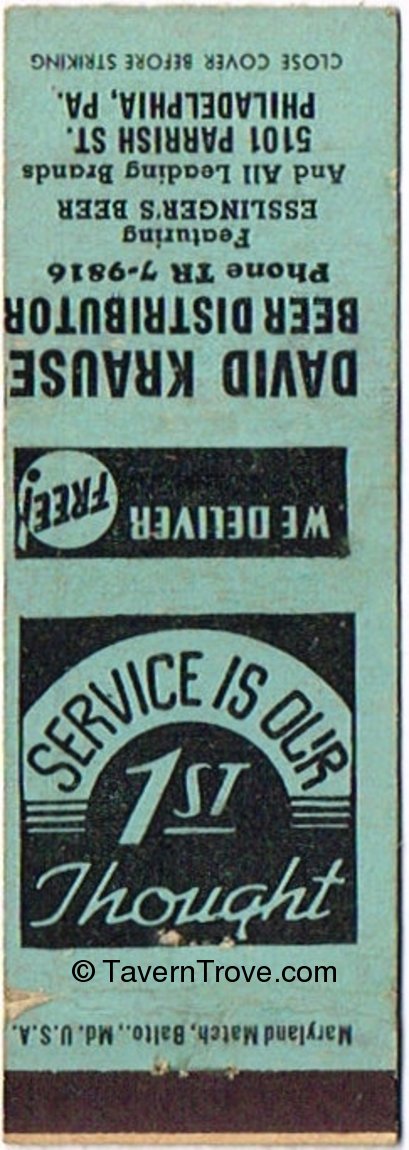 CLOSE COVER BEFORE STRIKING
DAVID KRAUSE
BEER DISTRIBUTOR
Phone TR 7-9816
Featuring
ESSLINGER'S BEER
And All Leading Brands
5101 PARRISH ST.
PHILADELPHIA, PA.
WE DELIVER FREE!
SERVICE IS OUR
1ST
Thought
© TavernTrove.com
Maryland Match, Balto., Md. U.S.A.